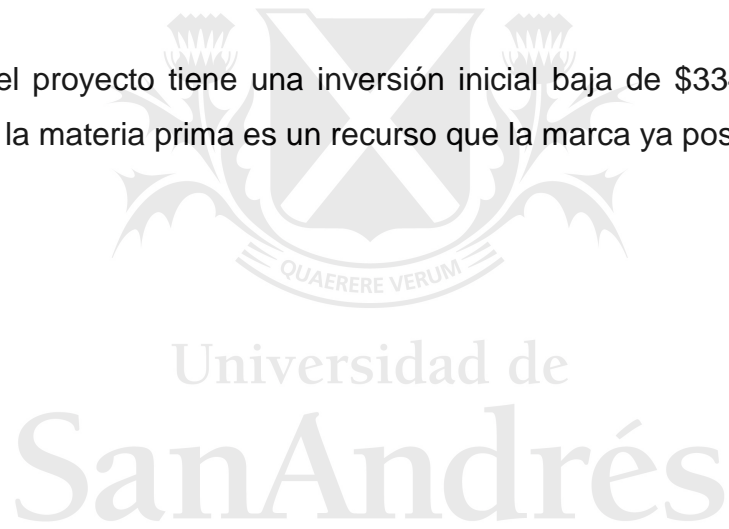 el proyecto tiene una inversión inicial baja de $33
la materia prima es un recurso que la marca ya pos
QUAERERE VERUM
Universidad de
SanAndrés